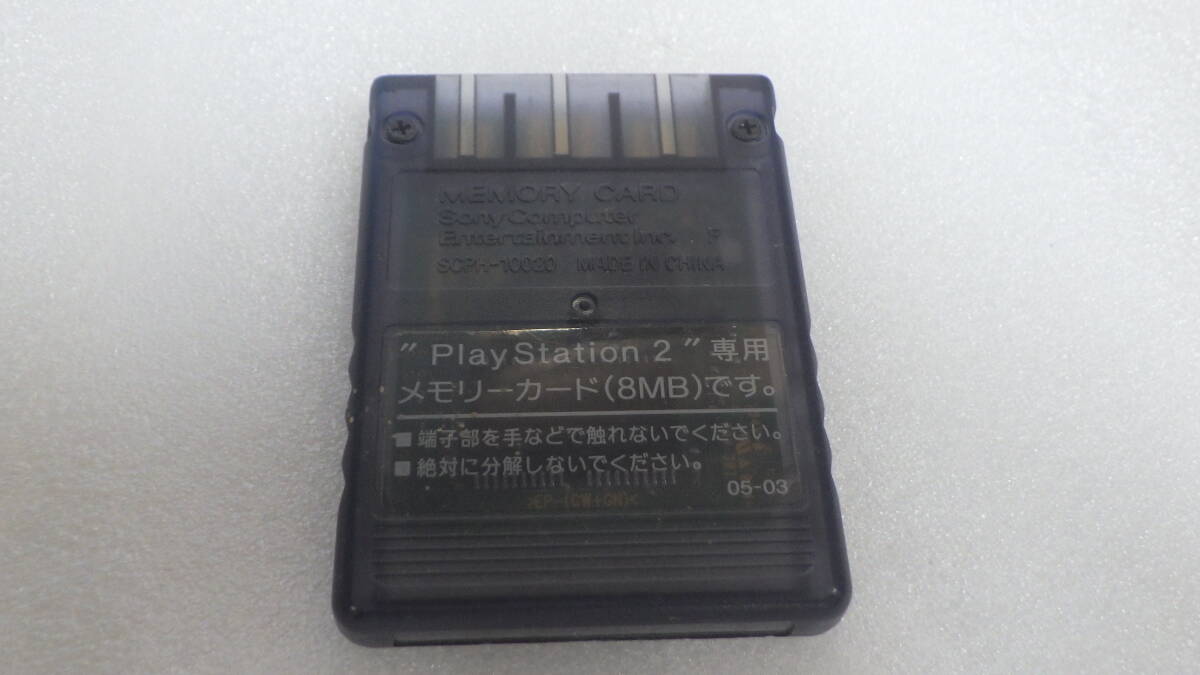 MEMORY CARD
Sony Computer
Entertainment Inc. F
SCPH-10020 MADE IN CHINA
"PlayStation 2"専用
メモリーカード(8MB)です。
■端子部を手などで触れないでください。
■絶対に分解しないでください。
05-03